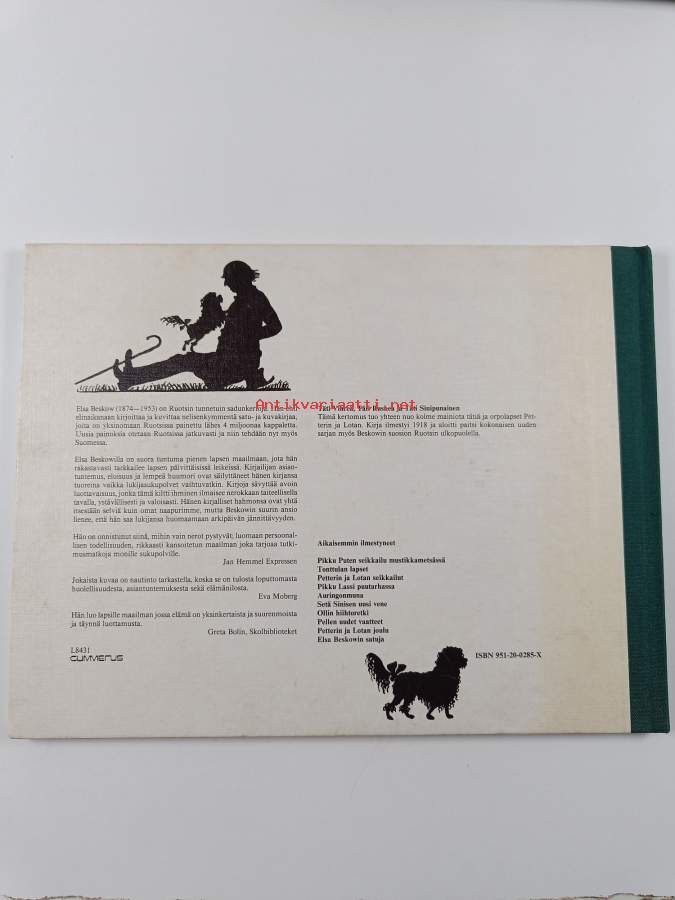 Antikvariaatti.net
Elsa Beskow (1874—1953) on Ruotsin tunnetuin sadunkertoja. Hän ehti
elinaikanaan kirjoittaa ja kuvittaa nelisenkymmentä satu- ja kuvakirjaa,
joita on yksinomaan Ruotsissa painettu lähes 4 miljoonaa kappaletta.
Uusia painoksia otetaan Ruotsissa jatkuvasti ja niin tehdään nyt myös
Suomessa.
Elsa Beskowilla on suora tuntuma pienen lapsen maailmaan, jota hän
rakastavasti tarkkailee lapsen päivittäisissä leikeissä. Kirjailijan asian-
tuntemus, eloisuus ja lempeä huumori ovat säilyttäneet hänen kirjansa
tuoreina vaikka lukijasukupolvet vaihtuvatkin. Kirjoja sävyttää avoin
luottavaisuus, jonka tämä kiltti ihminen ilmaisee nerokkaan taiteellisella
tavalla, ystävällisesti ja valoisasti. Hänen kirjalliset hahmonsa ovat yhtä
itsestään selviä kuin omat naapurimme, mutta Beskowin suurin ansio
lienee, että hän saa lukijansa huomaamaan arkipäivän jännittävyyden.
Hän on onnistunut siinä, mihin vain nerot pystyvät; luomaan persoonal-
lisen todellisuuden, rikkaasti kansoitetun maailman joka tarjoaa tutki-
musmatkoja monille sukupolville.
Jan Hemmel Expressen
Jokaista kuvaa on nautinto tarkastella, koska se on tulosta loputtomasta
huolellisuudesta, asiantuntemuksesta sekä elämänilosta.
Eva Moberg
Hän luo lapsille maailman jossa elämä on yksinkertaista ja suurenmoista
ja täynnä luottamusta.
Greta Bolin, Skolbiblioteket
L8431
GUMMERUS
Täti Vihreä, Täti Ruskea ja Täti Sinipunainen
Tämä kertomus tuo yhteen nuo kolme mainiota tätiä ja orpolapset Pet-
terin ja Lotan. Kirja ilmestyi 1918 ja aloitti paitsi kokonaisen uuden
sarjan myös Beskowin suosion Ruotsin ulkopuolella.
Aikaisemmin ilmestyneet
Pikku Puten seikkailu mustikkametsässä
Tonttulan lapset
Petterin ja Lotan seikkailut
Pikku Lassi puutarhassa
Auringonmuna
Setä Sinisen uusi vene
Ollin hiihtoretki
Pellen uudet vaatteet
Petterin ja Lotan joulu
Elsa Beskowin satuja
ISBN 951-20-0285-X